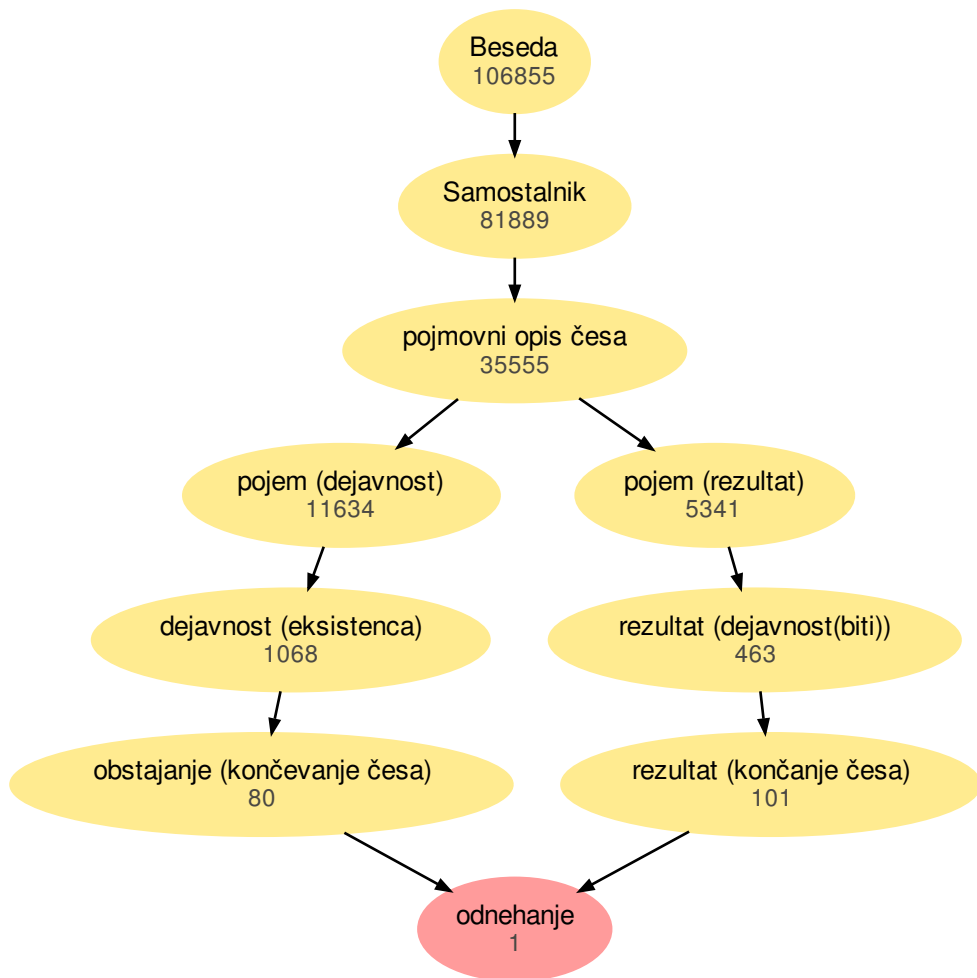 Beseda
106855
Samostalnik
81889
pojmovni opis česa
35555
pojem (dejavnost)
11634
pojem (rezultat)
5341
dejavnost (eksistenca)
1068
rezultat (dejavnost(biti))
463
obstajanje (končevanje česa)
80
rezultat (končanje česa)
101
odnehanje
1